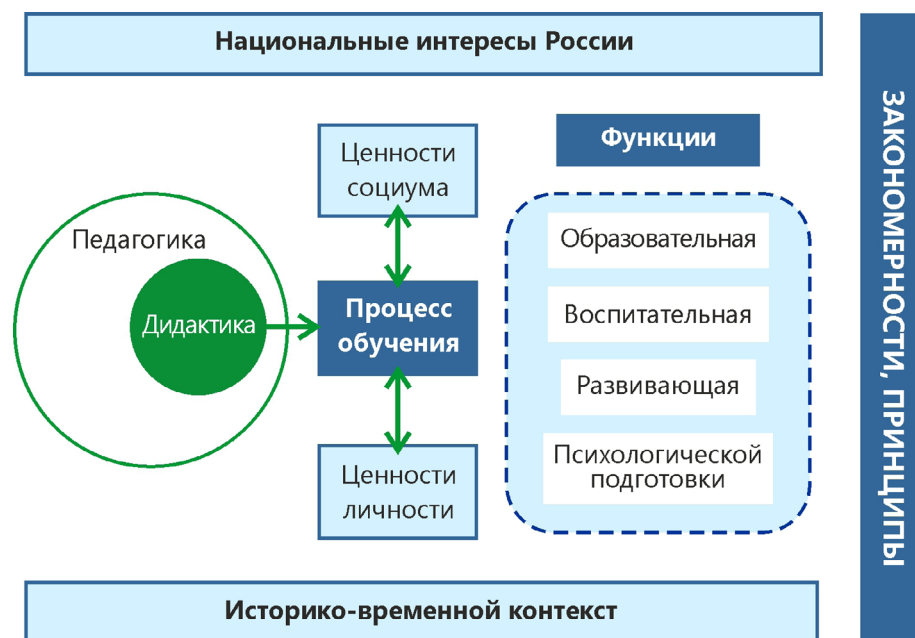 Национальные интересы России
Ценности
социума
Функции
Педагогика
Дидактика
Процесс
обучения
Образовательная
Воспитательная
Развивающая
Психологической
подготовки
Ценности
личности
Историко-временной контекст
ЗАКОНОМЕРНОСТИ, ПРИНЦИПЫ